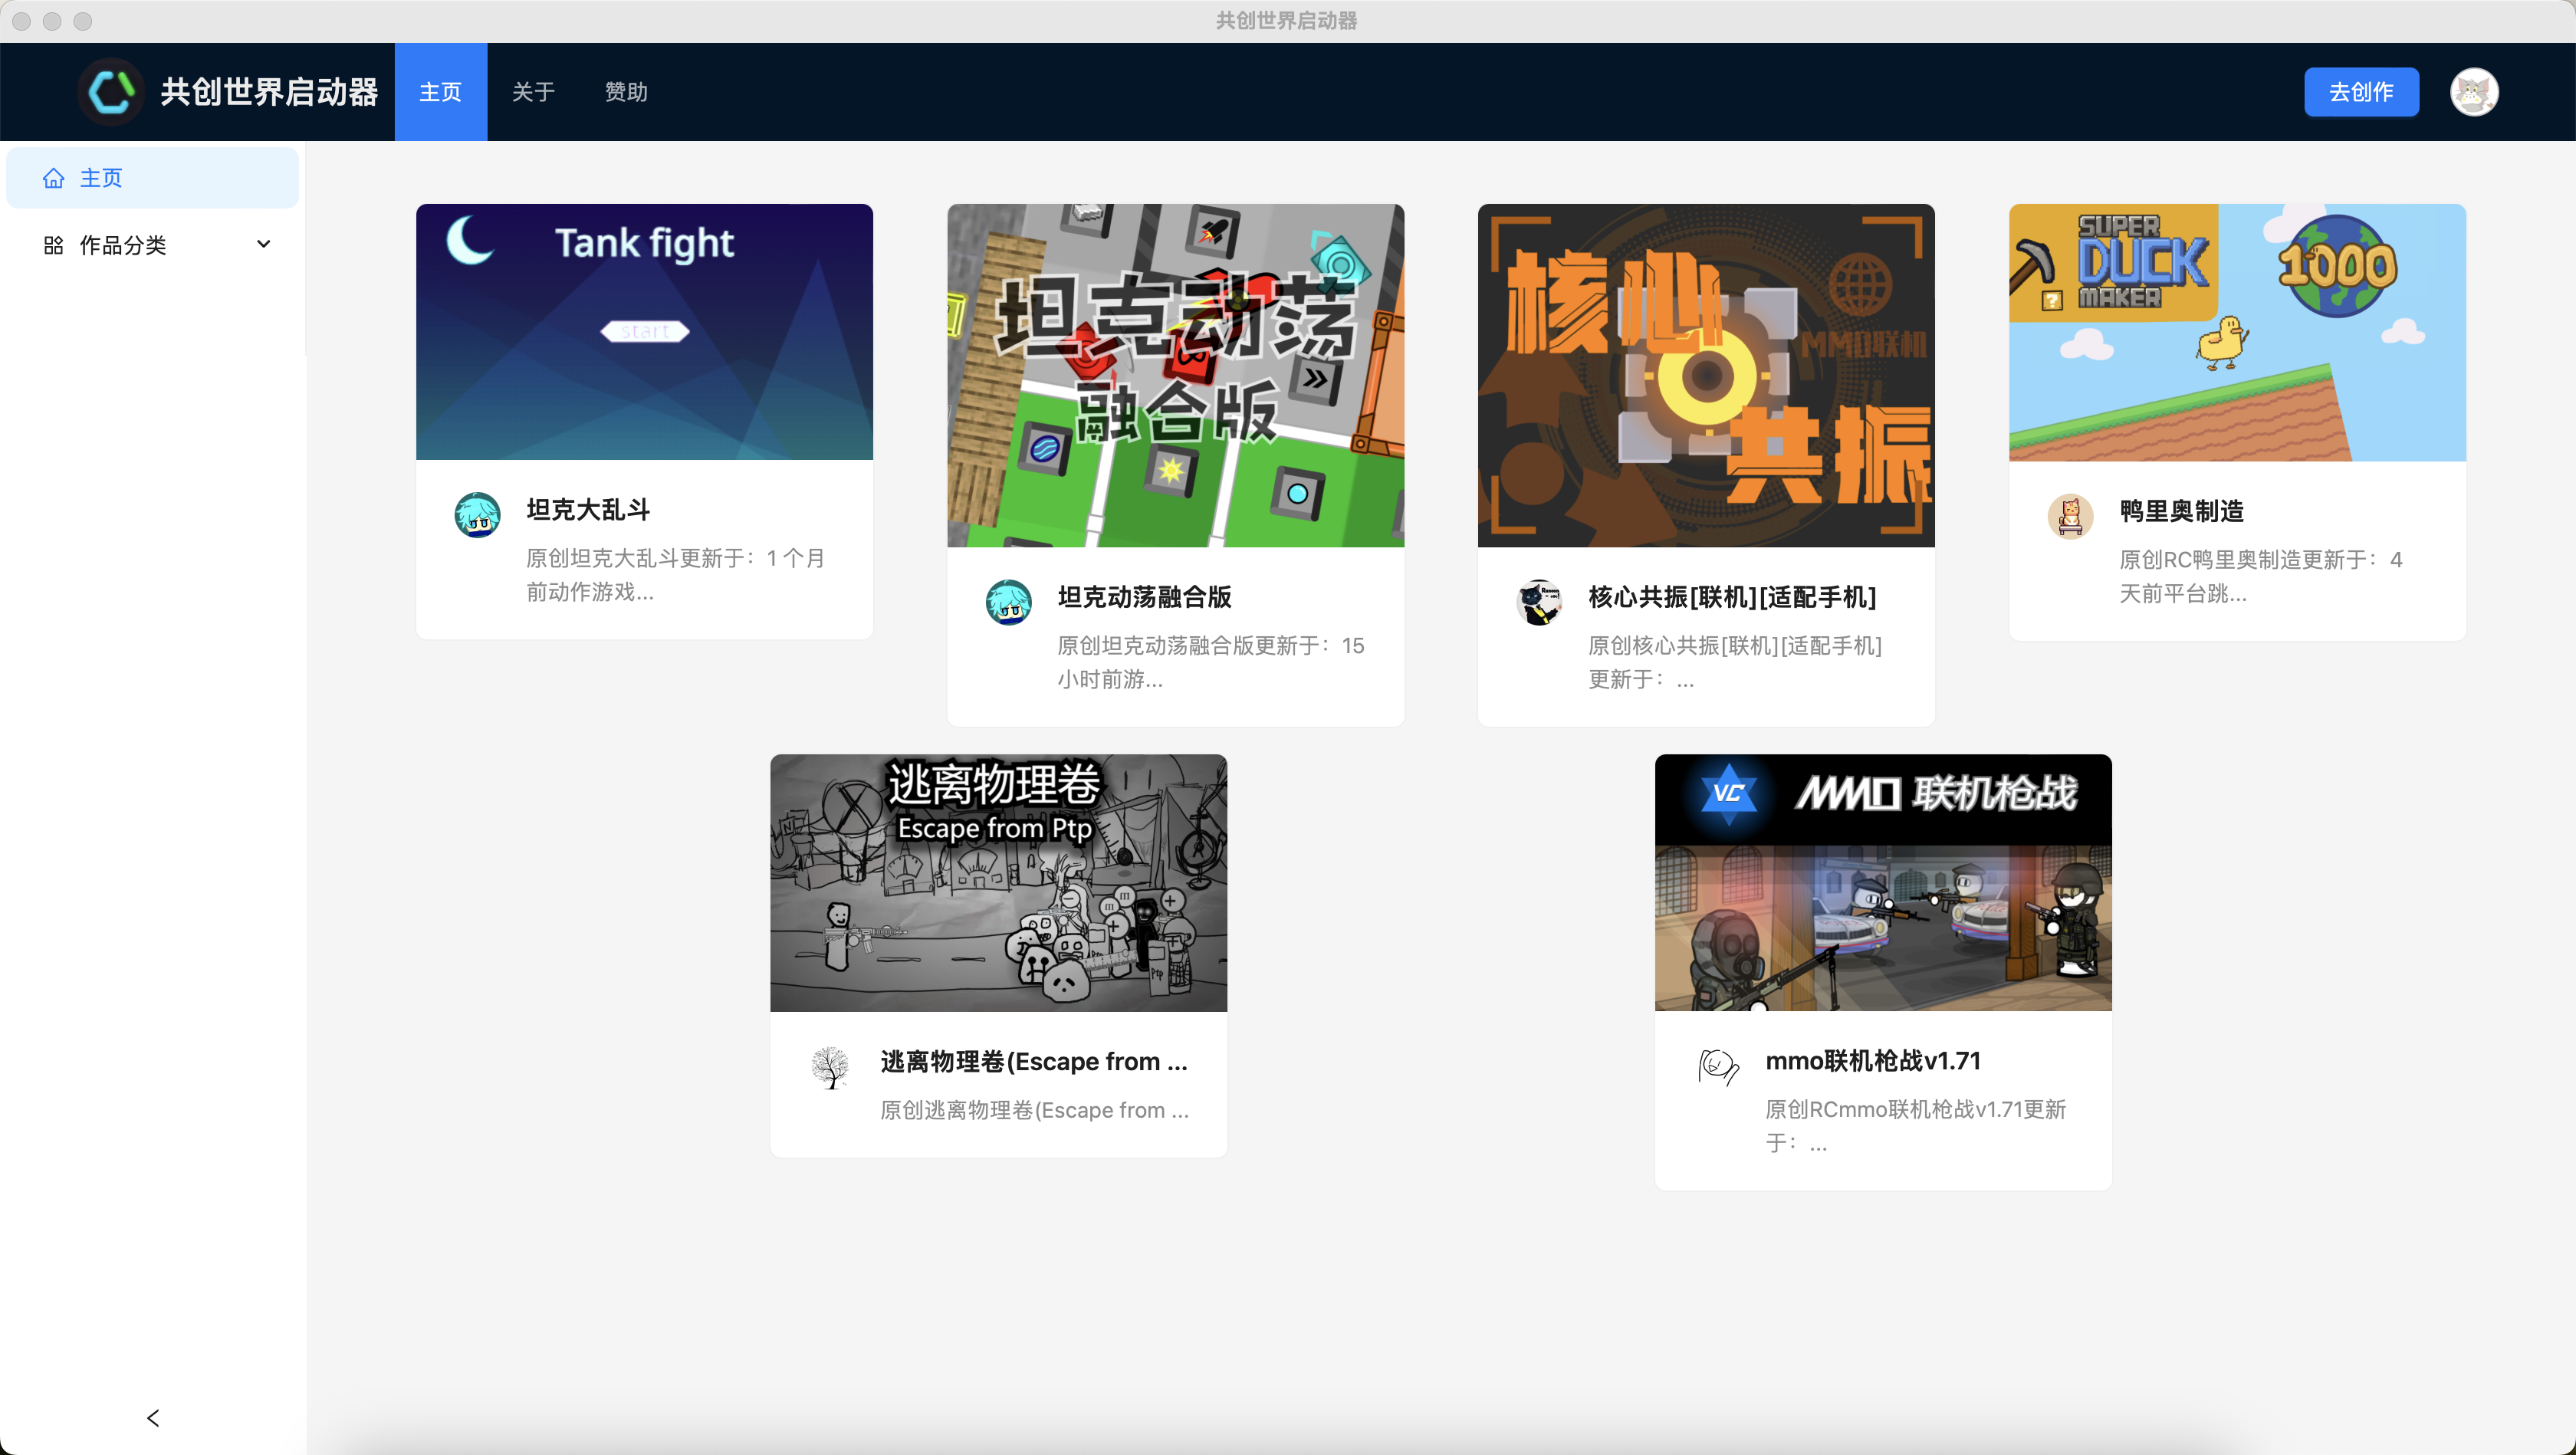 共创世界启动器
共创世界启动器
主页
关于
赞助
去创作
主页
作品分类
Tank fight
start
坦克大乱斗
原创坦克大乱斗更新于：1 个月
前动作游戏...
坦克动荡
融合版
坦克动荡融合版
原创坦克动荡融合版更新于：15
小时前游...
核心
MMO联机
共振
核心共振[联机][适配手机]
原创核心共振[联机][适配手机]
更新于：...
SUPER
DUCK
MAKER
1000
?
鸭里奥制造
原创RC鸭里奥制造更新于：4
天前平台跳...
逃离物理卷
Escape from Ptp
逃离物理卷(Escape from ...
原创逃离物理卷(Escape from ...
VC
MMO 联机枪战
mmo联机枪战v1.71
原创RCmmo联机枪战v1.71更新
于：...